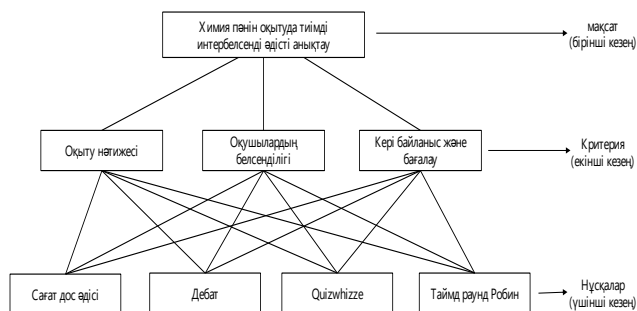 Химия пәнін оқытуда тиімді
интербелсенді әдісті анықтау
мақсат
(бірінші кезең)
Оқыту нәтижесі
Оқушылардың
белсенділігі
Кері байланыс және
бағалау
Критерия
(екінші кезең)
Сағат дос әдісі
Дебат
Quizwhizze
Таймд раунд Робин
Нұсқалар
(үшінші кезең)